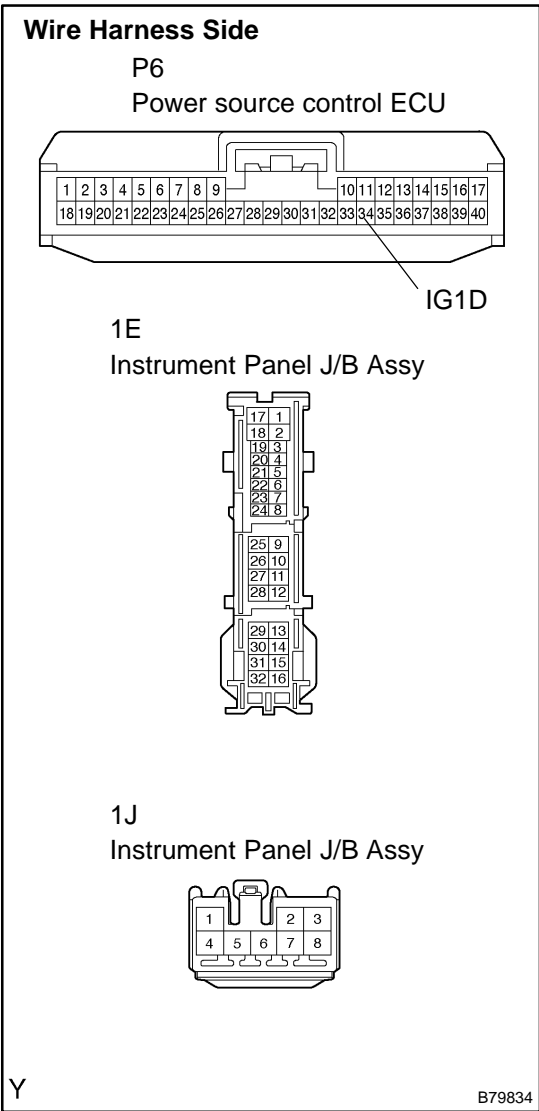 Wire Harness Side
P6
Power source control ECU
1 2 3 4 5 6 7 8 9 10 11 12 13 14 15 16 17
18 19 20 21 22 23 24 25 26 27 28 29 30 31 32 33 34 35 36 37 38 39 40
IG1D
1E
Instrument Panel J/B Assy
17 1
18 2
19 3
20 4
21 5
22 6
23 7
24 8
25 9
26 10
27 11
28 12
29 13
30 14
31 15
32 16
1J
Instrument Panel J/B Assy
1 2 3
4 5 6 7 8
Y
B79834